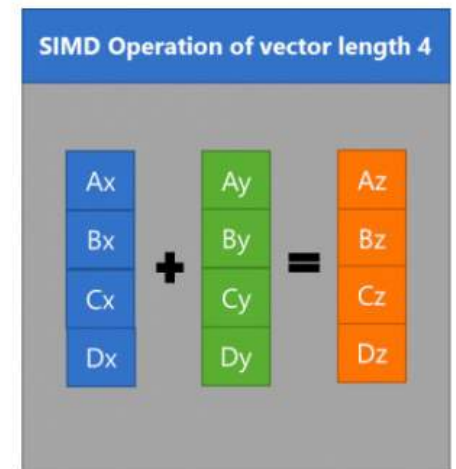 SIMD Operation of vector length 4
Ax Ay Az
Bx By Bz
+ =
Cx Cy Cz
Dx Dy Dz